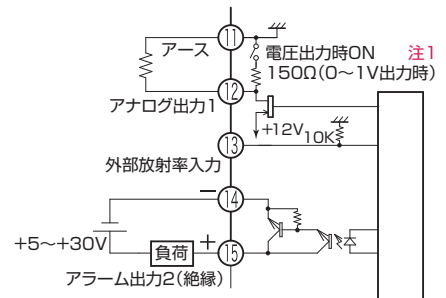 11
アース
電圧出力時ON 注1
150Ω(0〜1V出力時)
12
アナログ出力1
+12V
10K
13
外部放射率入力
14
−
+5〜+30V
負荷
+
15
アラーム出力2(絶縁)